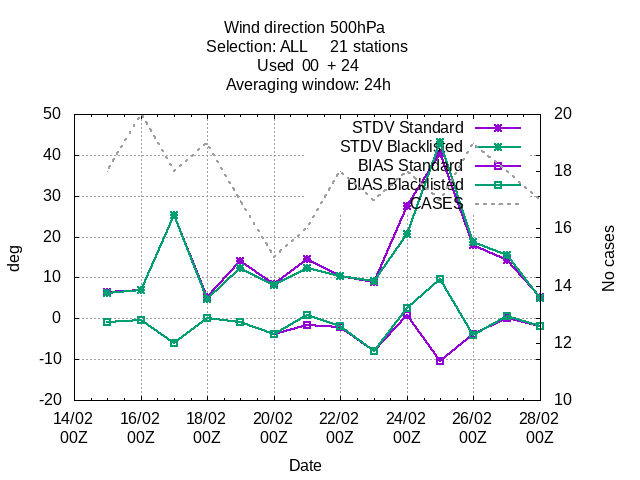 Wind direction 500hPa
Selection: ALL 21 stations
Used 00 + 24
Averaging window: 24h
STDV Standard
STDV Blacklisted
BIAS Standard
BIAS Blacklisted
CASES
50
40
30
20
10
0
-10
-20
deg
20
18
16
14
12
10
No cases
14/02 16/02 18/02 20/02 22/02 24/02 26/02 28/02
00Z 00Z 00Z 00Z 00Z 00Z 00Z 00Z
Date